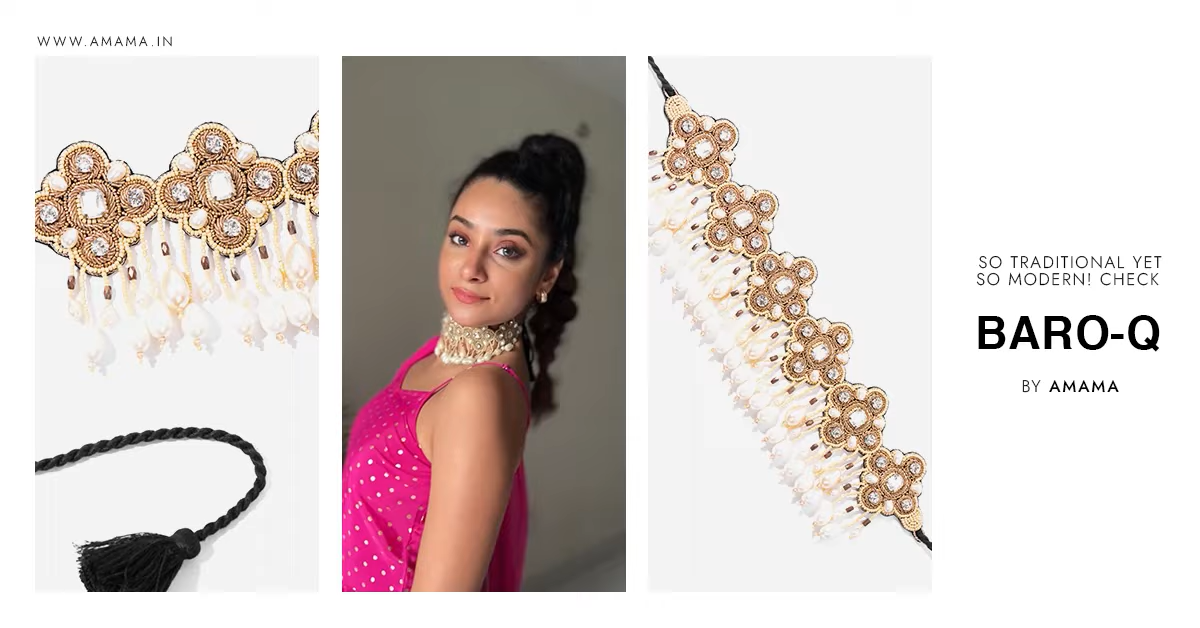 WWW.AMAMA.IN
SO TRADITIONAL YET
SO MODERN! CHECK
BARO-Q
BY AMAMA